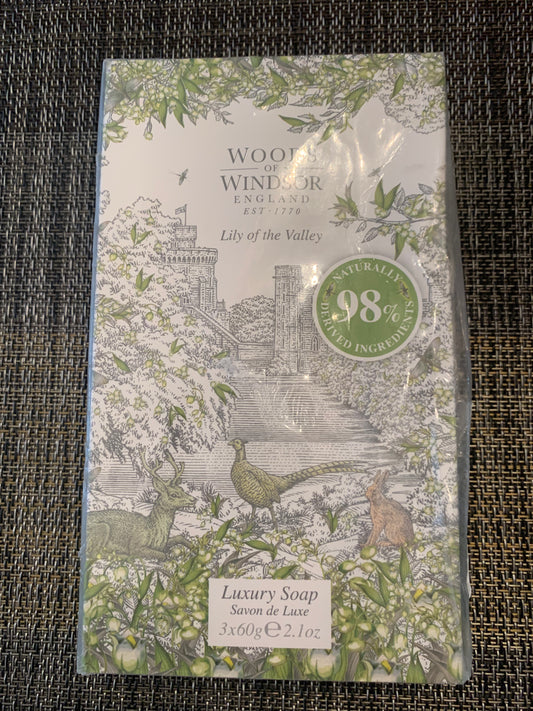 WOODS
OF
WINDSOR
ENGLAND
EST · 1770
Lily of the Valley
NATURALLY
98%
DERIVED INGREDIENTS
Luxury Soap
Savon de Luxe
3x60g℮2.1oz